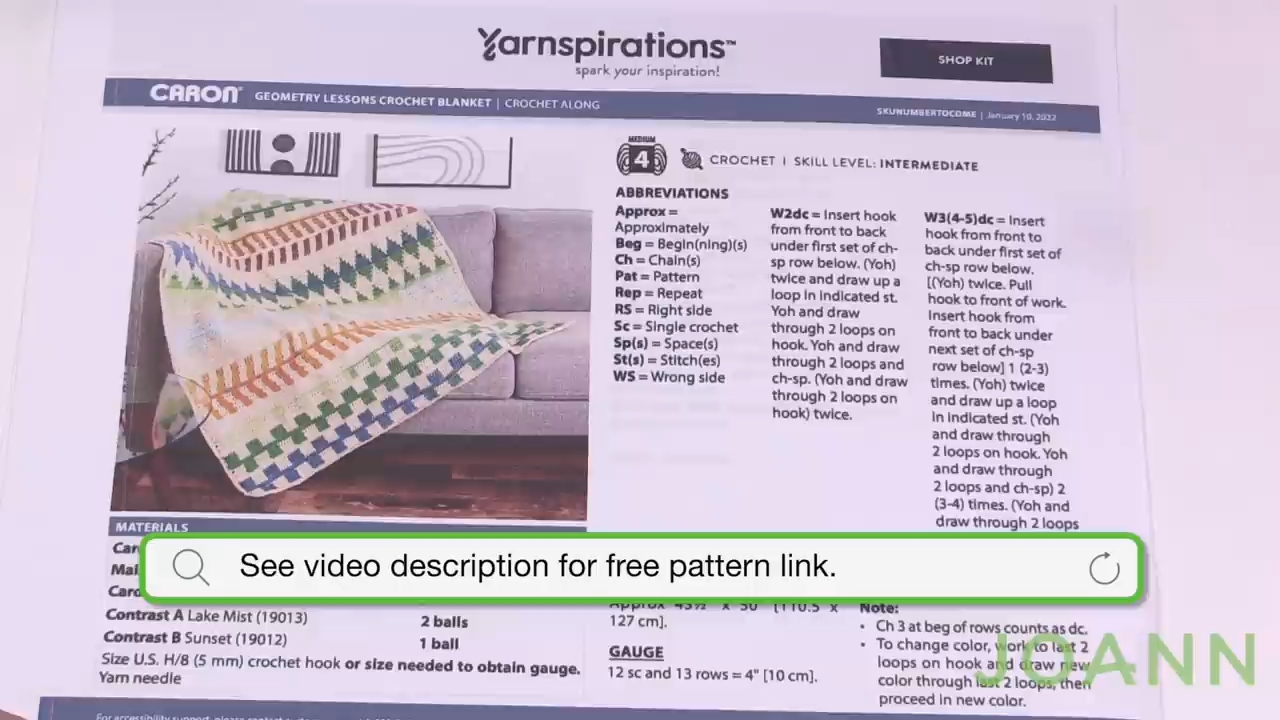 Yarnspirations™
spark your inspiration!
SHOP KIT
CARON® GEOMETRY LESSONS CROCHET BLANKET | CROCHET ALONG
SKUNUMBERTOCOME | January 10, 2022
MEDIUM
4
CROCHET | SKILL LEVEL: INTERMEDIATE
ABBREVIATIONS
Approx =
Approximately
Beg = Begin(ning)(s)
Ch = Chain(s)
Pat = Pattern
Rep = Repeat
RS = Right side
Sc = Single crochet
Sp(s) = Space(s)
St(s) = Stitch(es)
WS = Wrong side
W2dc = Insert hook
from front to back
under first set of ch-
sp row below. (Yoh)
twice and draw up a
loop in indicated st.
Yoh and draw
through 2 loops on
hook. Yoh and draw
through 2 loops and
ch-sp. (Yoh and draw
through 2 loops on
hook) twice.
W3(4-5)dc = Insert
hook from front to
back under first set of
ch-sp row below.
[(Yoh) twice. Pull
hook to front of work.
Insert hook from
front to back under
next set of ch-sp
row below] 1 (2-3)
times. (Yoh) twice
and draw up a loop
in indicated st. (Yoh
and draw through
2 loops on hook. Yoh
and draw through
2 loops and ch-sp) 2
(3-4) times. (Yoh and
draw through 2 loops
MATERIALS
See video description for free pattern link.
Contrast A Lake Mist (19013) 2 balls
Contrast B Sunset (19012) 1 ball
Size U.S. H/8 (5 mm) crochet hook or size needed to obtain gauge.
Yarn needle
127 cm].
GAUGE
12 sc and 13 rows = 4" [10 cm].
Note:
• Ch 3 at beg of rows counts as dc.
• To change color, work to last 2
loops on hook and draw new
color through last 2 loops, then
proceed in new color.
JOANN